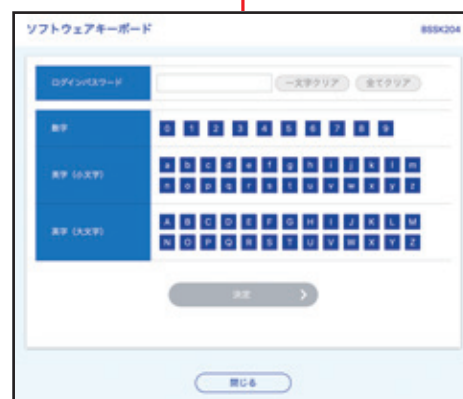 ソフトウェアキーボード
BSSK204
ログインパスワード
一文字クリア 全てクリア
数字
0 1 2 3 4 5 6 7 8 9
英字（小文字）
a b c d e f g h i j k l m
n o p q r s t u v w x y z
英字（大文字）
A B C D E F G H I J K L M
N O P Q R S T U V W X Y Z
決定
閉じる